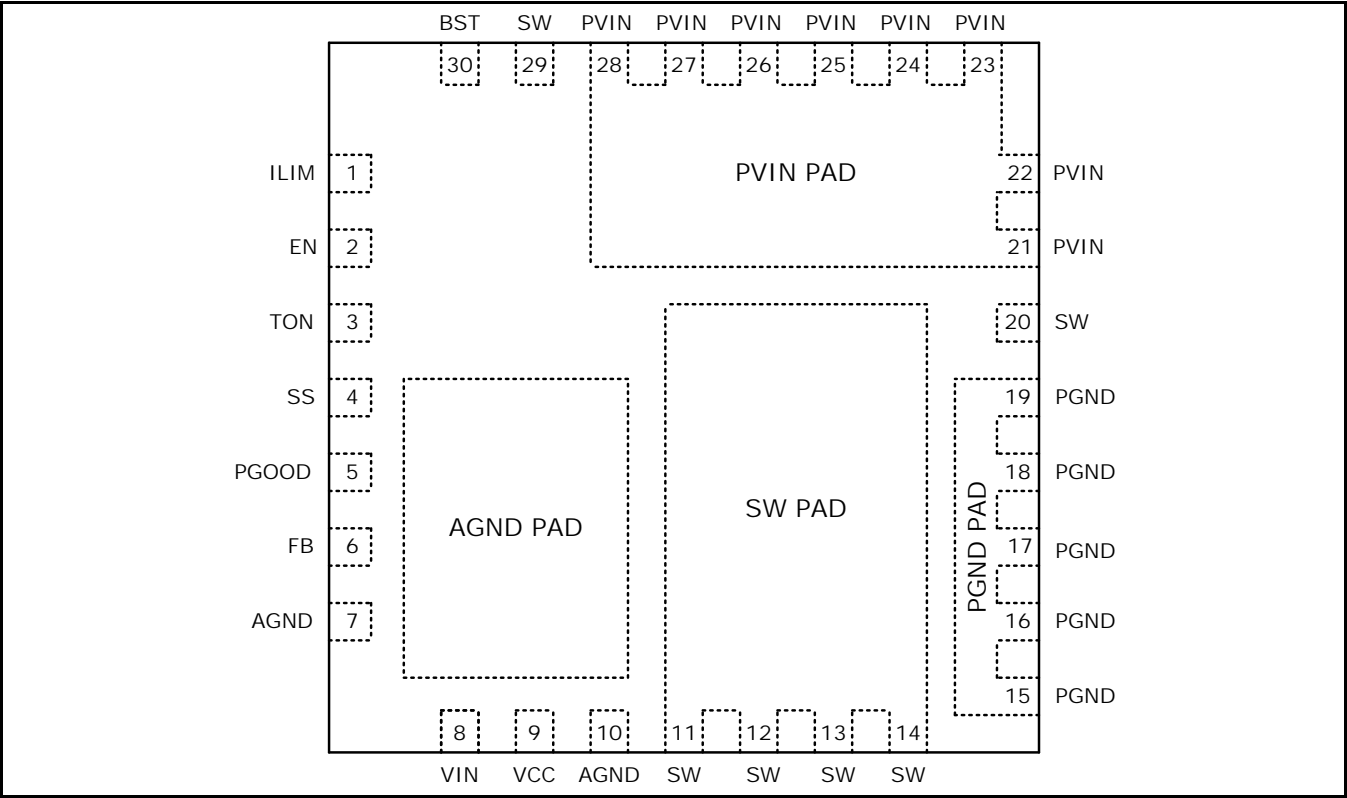 BST SW PVIN PVIN PVIN PVIN PVIN PVIN
30 29 28 27 26 25 24 23
ILIM 1 PVIN PAD 22 PVIN
EN 2 21 PVIN
TON 3 20 SW
SS 4 19 PGND
PGOOD 5 18 PGND
SW PAD
AGND PAD
PGND PAD
FB 6 17 PGND
AGND 7 16 PGND
15 PGND
8 9 10 11 12 13 14
VIN VCC AGND SW SW SW SW